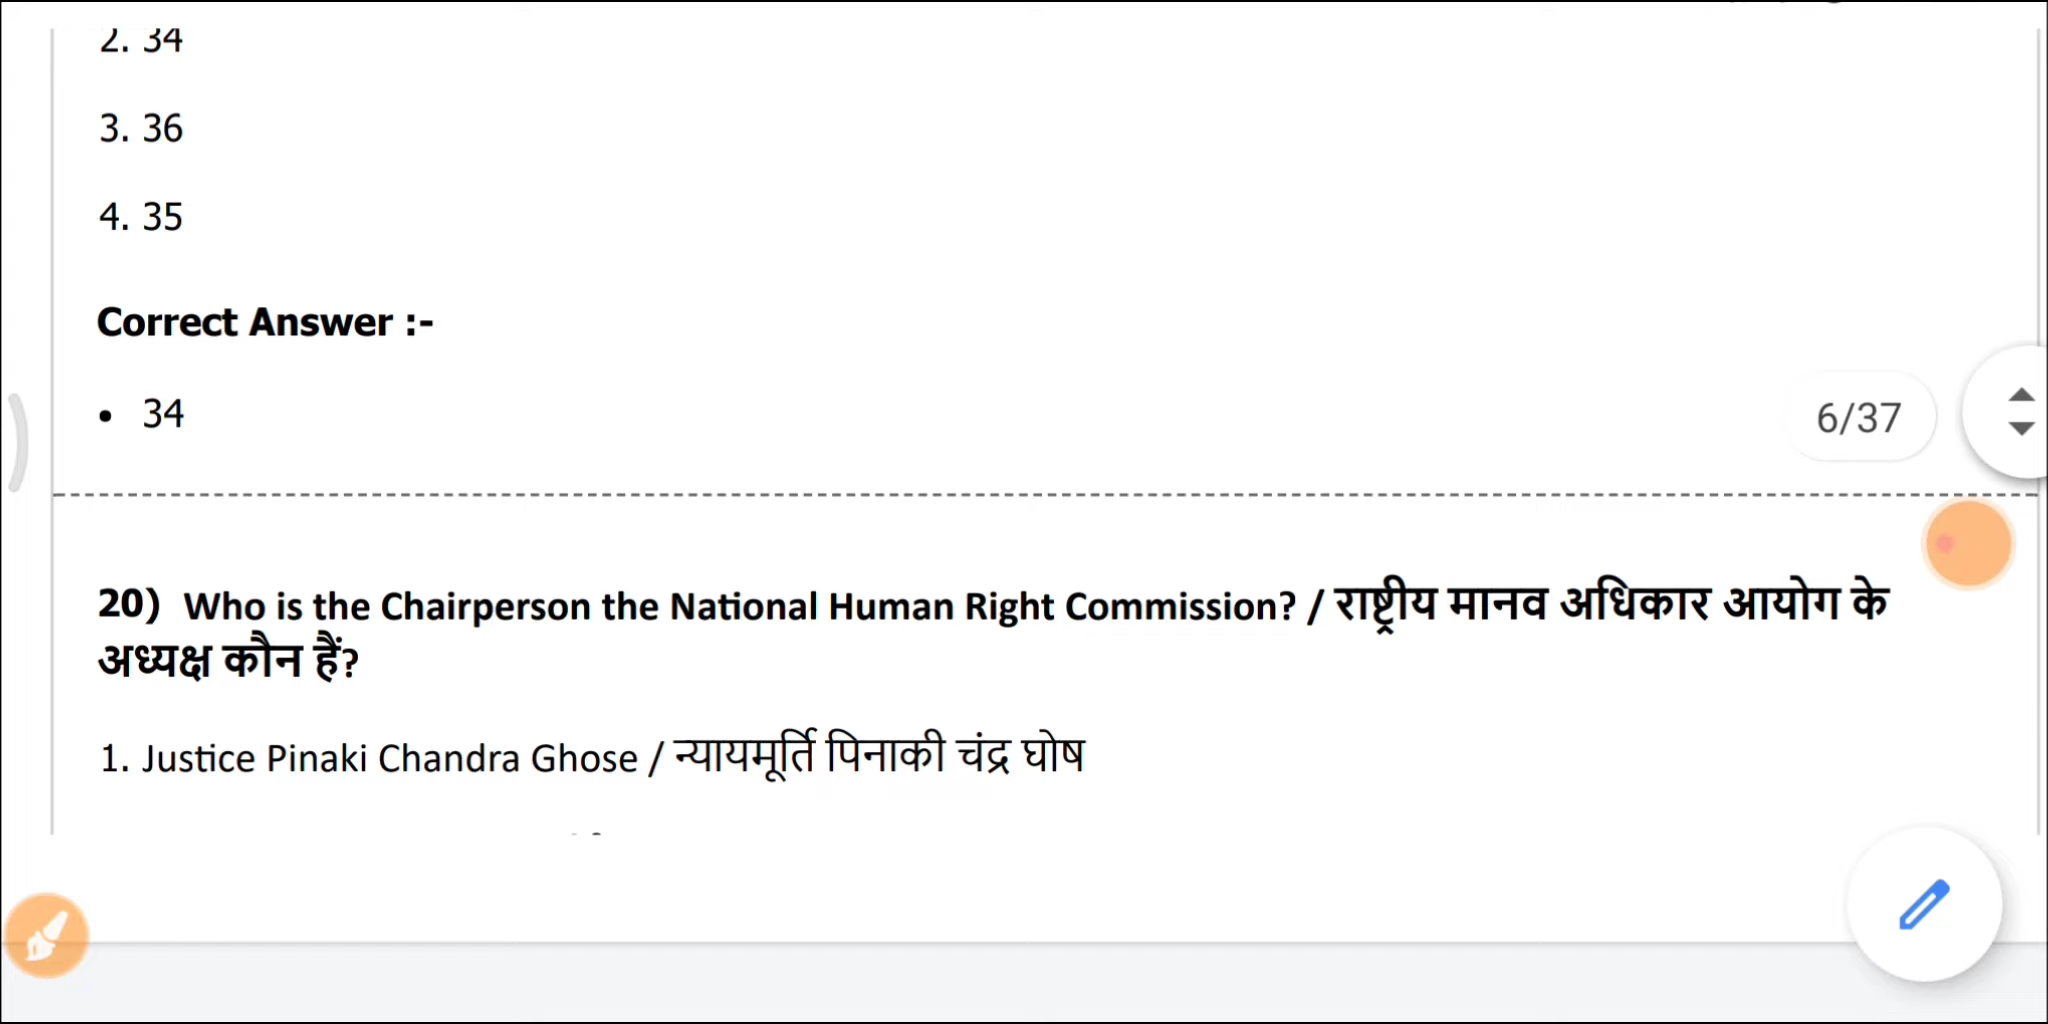 2. 34
3. 36
4. 35
Correct Answer :-
• 34
6/37
20) Who is the Chairperson the National Human Right Commission? / राष्ट्रीय मानव अधिकार आयोग के
अध्यक्ष कौन हैं?
1. Justice Pinaki Chandra Ghose / न्यायमूर्ति पिनाकी चंद्र घोष